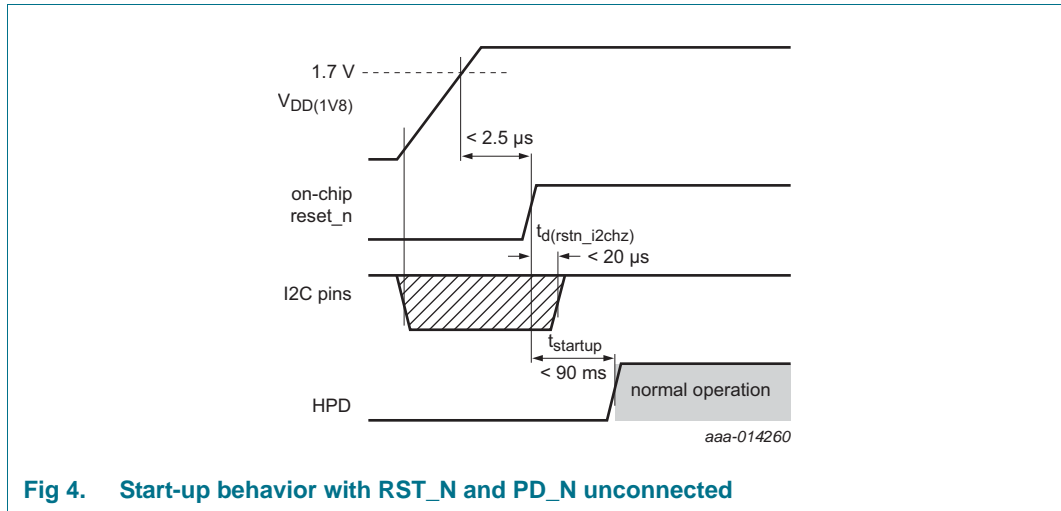 1.7 V
VDD(1V8)
< 2.5 µs
on-chip
reset_n
td(rstn_i2chz)
< 20 µs
I2C pins
tstartup
< 90 ms
normal operation
HPD
aaa-014260
Fig 4. Start-up behavior with RST_N and PD_N unconnected